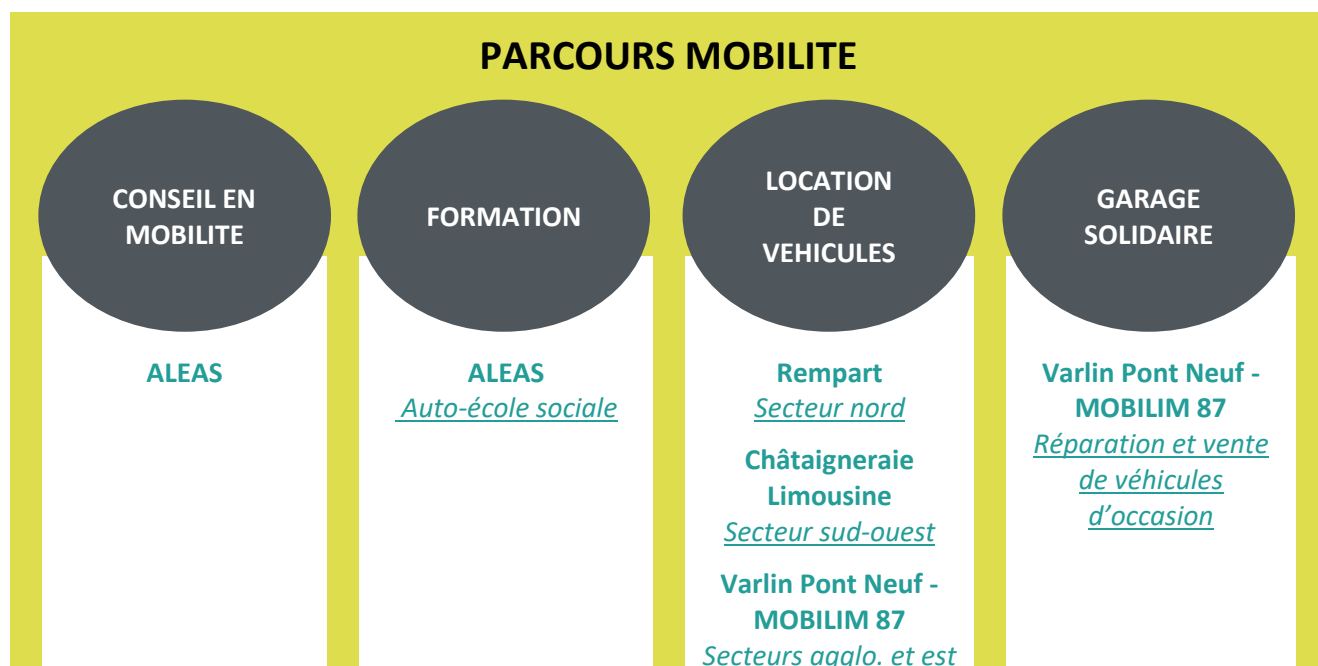 PARCOURS MOBILITE
CONSEIL EN
MOBILITE
ALEAS
FORMATION
ALEAS
Auto-école sociale
LOCATION
DE
VEHICULES
Rempart
Secteur nord
Châtaigneraie
Limousine
Secteur sud-ouest
Varlin Pont Neuf -
MOBILIM 87
Secteurs agglo. et est
GARAGE
SOLIDAIRE
Varlin Pont Neuf -
MOBILIM 87
Réparation et vente
de véhicules
d’occasion